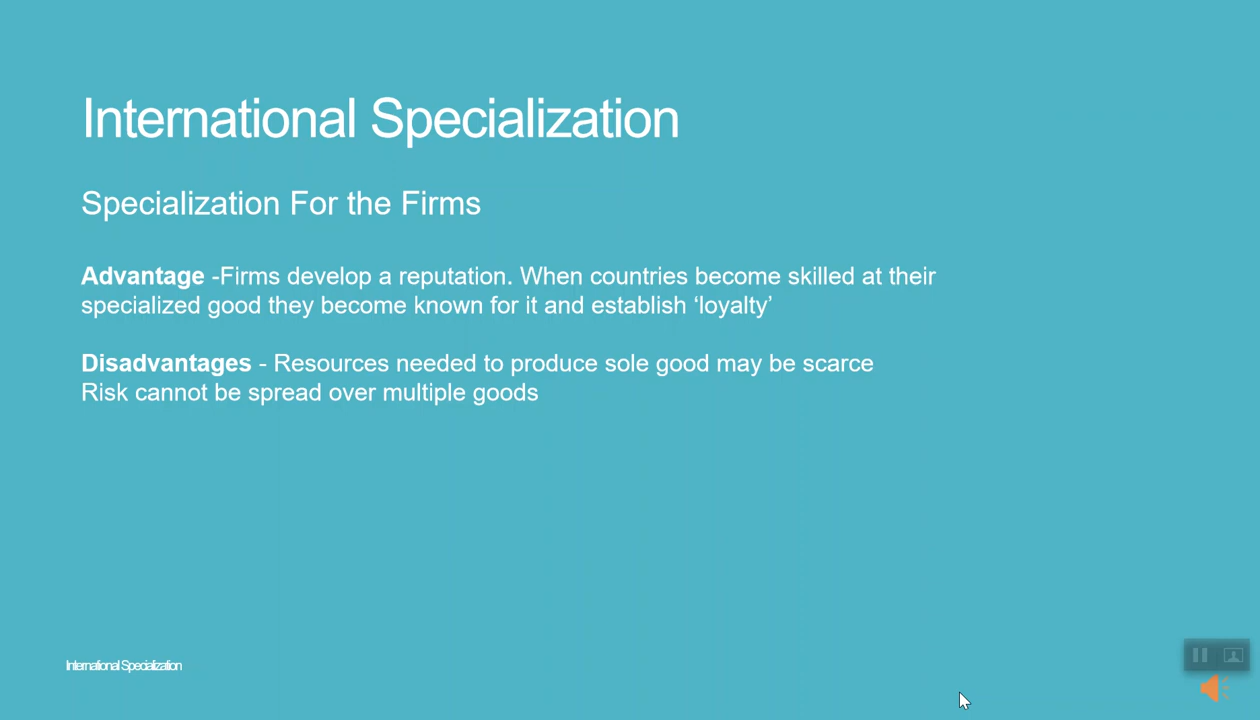 International Specialization
Specialization For the Firms
Advantage -Firms develop a reputation. When countries become skilled at their
specialized good they become known for it and establish ‘loyalty’
Disadvantages - Resources needed to produce sole good may be scarce
Risk cannot be spread over multiple goods
International Specialization